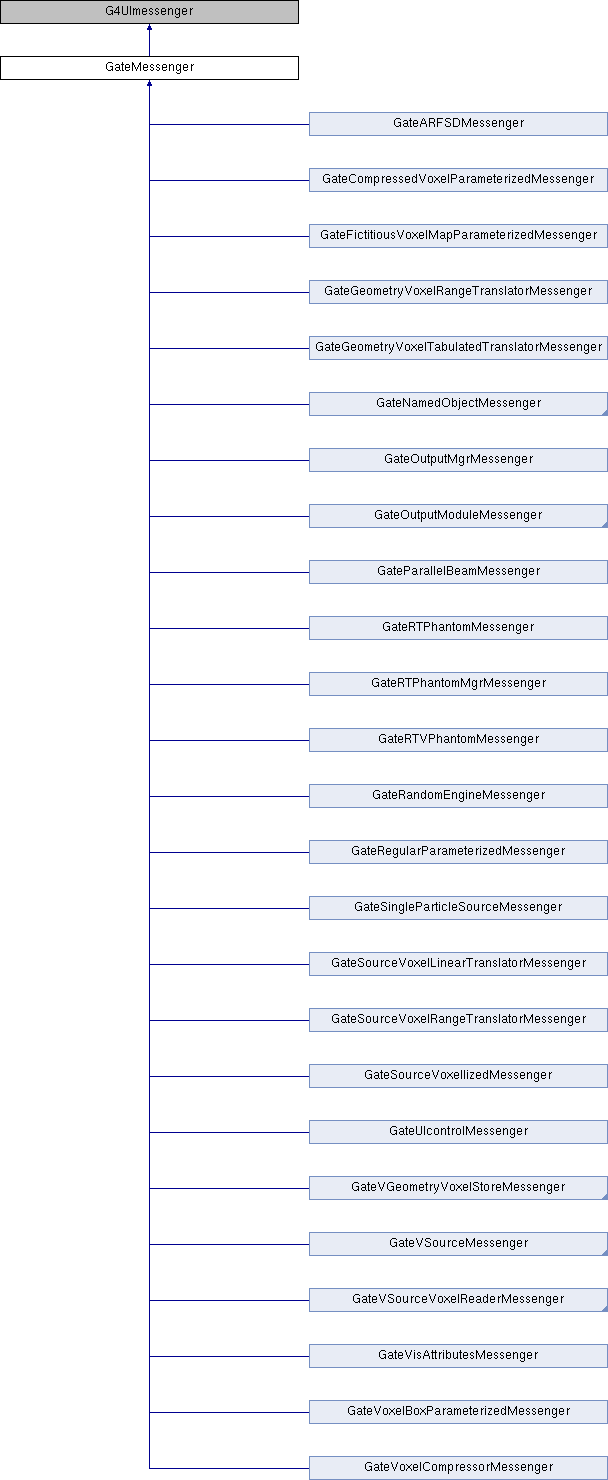 G4UImessenger
GateMessenger
GateARFSDMessenger
GateCompressedVoxelParameterizedMessenger
GateFictitiousVoxelMapParameterizedMessenger
GateGeometryVoxelRangeTranslatorMessenger
GateGeometryVoxelTabulatedTranslatorMessenger
GateNamedObjectMessenger
GateOutputMgrMessenger
GateOutputModuleMessenger
GateParallelBeamMessenger
GateRTPhantomMessenger
GateRTPhantomMgrMessenger
GateRTVPhantomMessenger
GateRandomEngineMessenger
GateRegularParameterizedMessenger
GateSingleParticleSourceMessenger
GateSourceVoxelLinearTranslatorMessenger
GateSourceVoxelRangeTranslatorMessenger
GateSourceVoxellizedMessenger
GateUIcontrolMessenger
GateVGeometryVoxelStoreMessenger
GateVSourceMessenger
GateVSourceVoxelReaderMessenger
GateVisAttributesMessenger
GateVoxelBoxParameterizedMessenger
GateVoxelCompressorMessenger